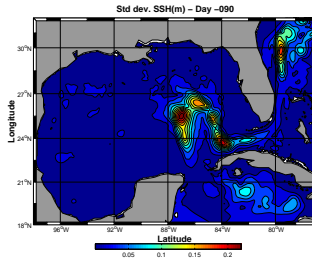 Std dev. SSH(m) – Day –090
30°N
27°N
24°N
21°N
18°N
Longitude
96°W
92°W
88°W
84°W
80°W
Latitude
0.05
0.1
0.15
0.2